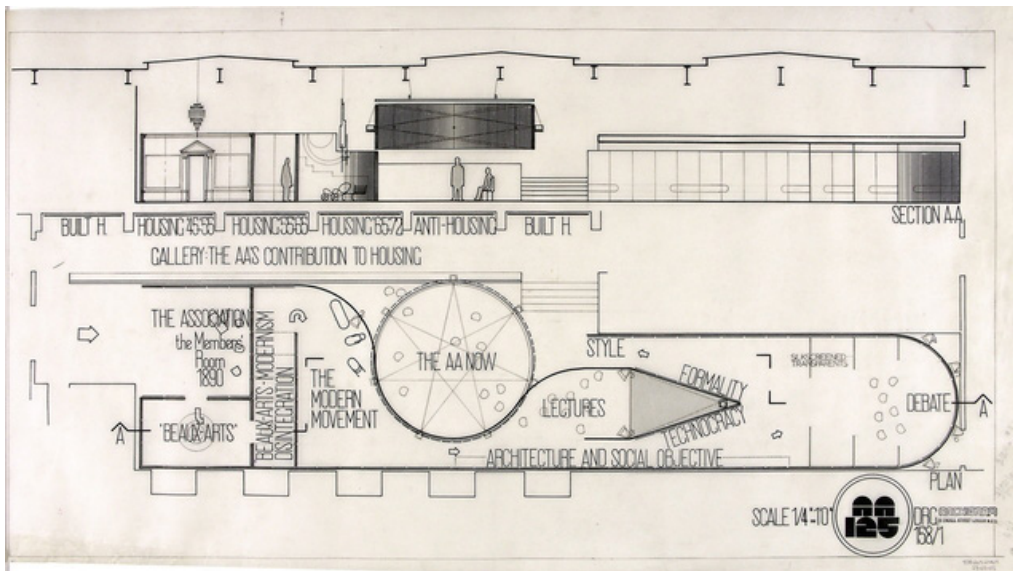 SECTION A.A.
BUILT H.
HOUSING 45:55
HOUSING 55:65
HOUSING 65:72
ANTI-HOUSING
BUILT H.
GALLERY: THE AA'S CONTRIBUTION TO HOUSING
THE ASSOCIATION
the Members'
Room
1890
'BEAUX-ARTS'
A
BEAUX-ARTS-MODERNISM
DISINTEGRATION
THE
MODERN
MOVEMENT
THE AA NOW
STYLE
LECTURES
FORMALITY
TECHNOCRACY
TRANSPARENTS
DEBATE
A
ARCHITECTURE AND SOCIAL OBJECTIVE
PLAN
SCALE 1/4":1'0"
AA
125
DRG
158/1